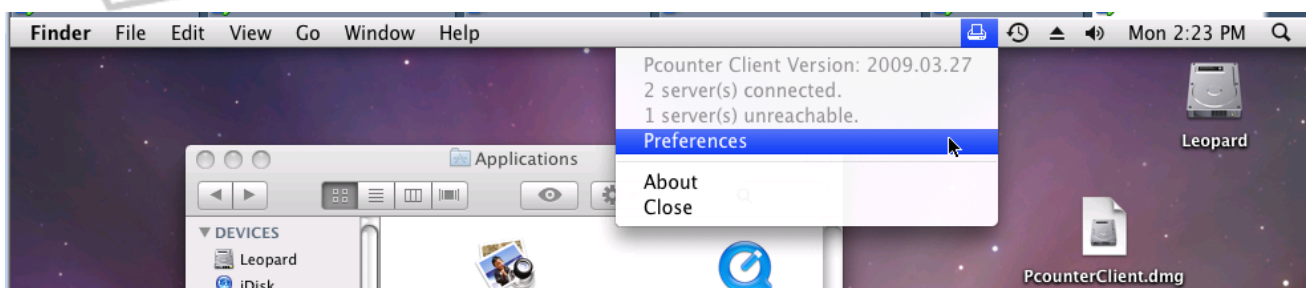 Finder File Edit View Go Window Help Mon 2:23 PM
Pcounter Client Version: 2009.03.27
2 server(s) connected.
1 server(s) unreachable.
Preferences
About
Close
Applications
DEVICES
Leopard
iDisk
Leopard
PcounterClient.dmg